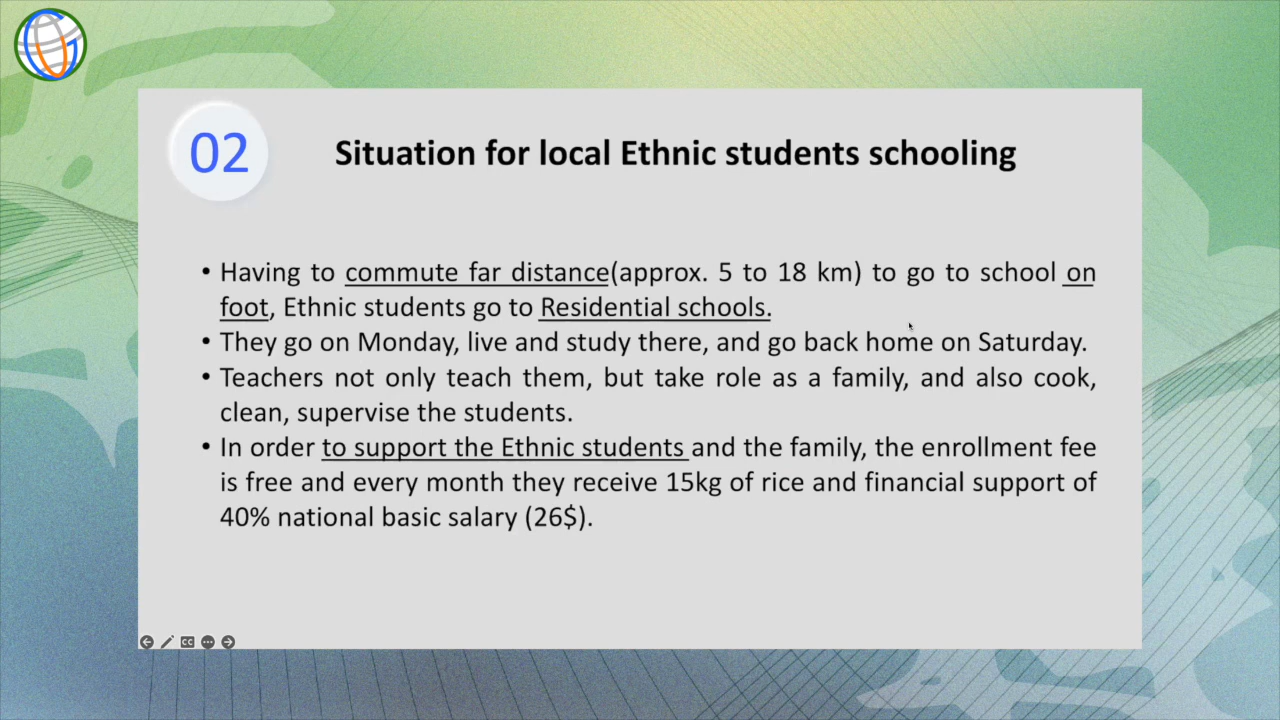 02
Situation for local Ethnic students schooling
• Having to commute far distance(approx. 5 to 18 km) to go to school on
foot, Ethnic students go to Residential schools.
• They go on Monday, live and study there, and go back home on Saturday.
• Teachers not only teach them, but take role as a family, and also cook,
clean, supervise the students.
• In order to support the Ethnic students and the family, the enrollment fee
is free and every month they receive 15kg of rice and financial support of
40% national basic salary (26$).
CC